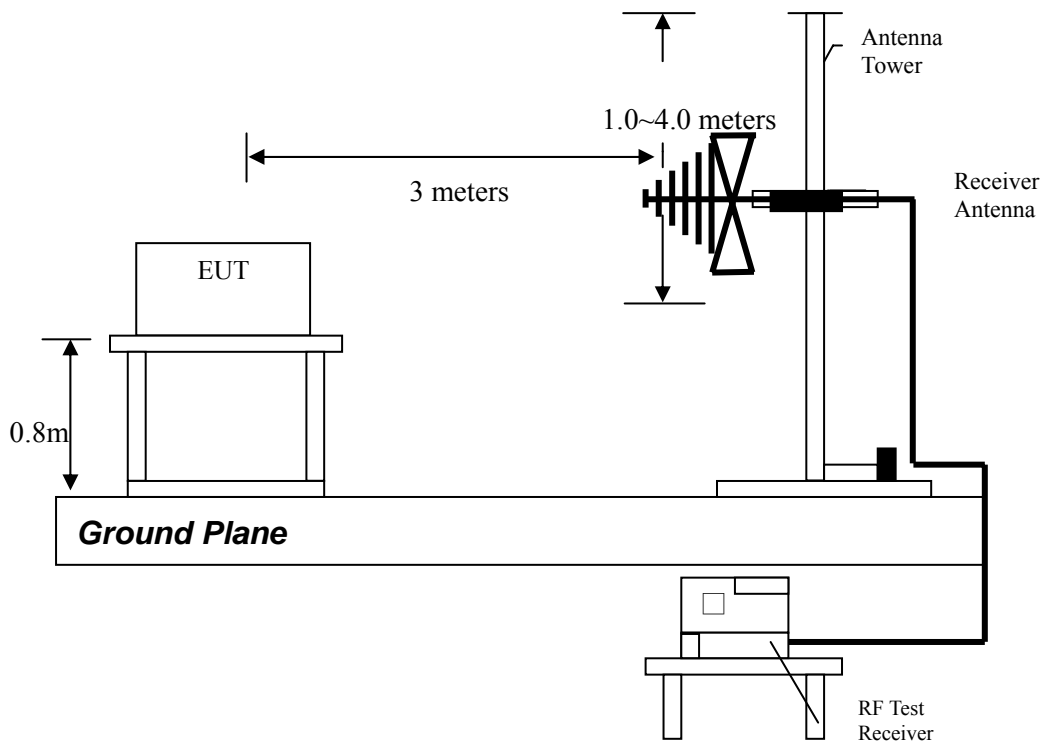 Antenna
Tower
1.0~4.0 meters
3 meters
Receiver
Antenna
EUT
0.8m
Ground Plane
RF Test
Receiver